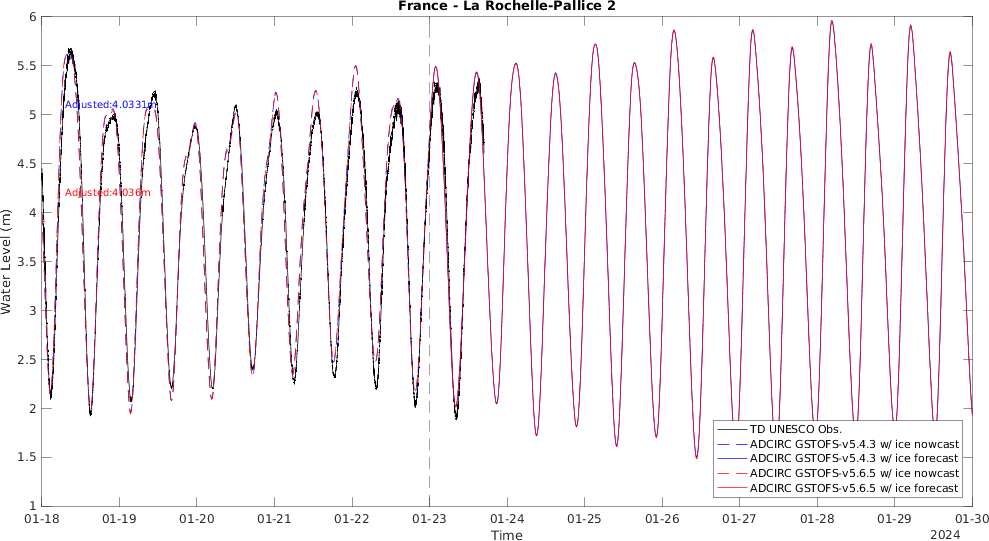 France - La Rochelle-Pallice 2
6
5.5
5
4.5
4
3.5
3
2.5
2
1.5
1
Water Level (m)
Adjusted:4.0331m
Adjusted:4.036m
TD UNESCO Obs.
ADCIRC GSTOFS-v5.4.3 w/ ice nowcast
ADCIRC GSTOFS-v5.4.3 w/ ice forecast
ADCIRC GSTOFS-v5.6.5 w/ ice nowcast
ADCIRC GSTOFS-v5.6.5 w/ ice forecast
01-18 01-19 01-20 01-21 01-22 01-23 01-24 01-25 01-26 01-27 01-28 01-29 01-30
Time
2024